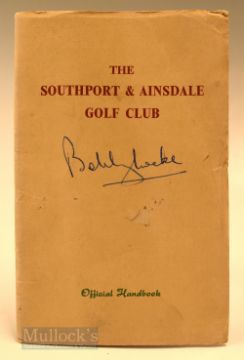 THE
SOUTHPORT & AINSDALE
GOLF CLUB
Bobby Locke
Official Handbook
Mullock's